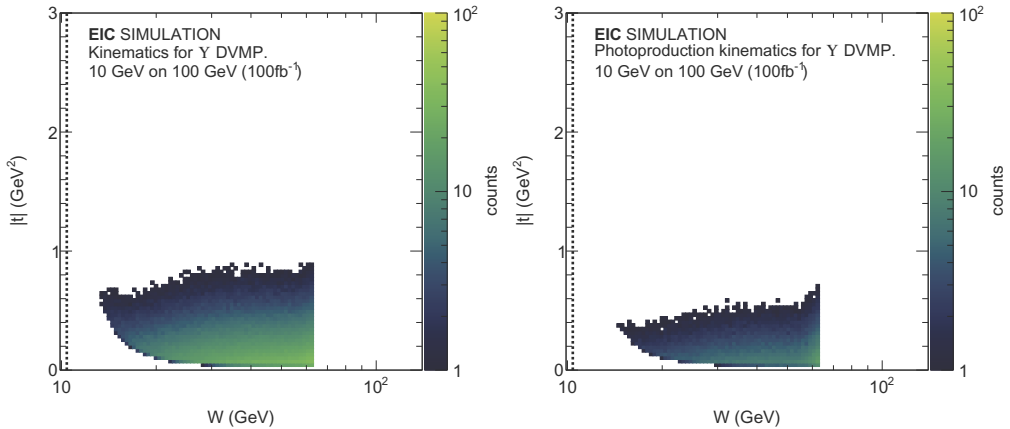 EIC SIMULATION
Kinematics for Υ DVMP.
10 GeV on 100 GeV (100fb⁻¹)
|t| (GeV²)
3
2
1
0
10
10²
W (GeV)
10²
10
1
counts
EIC SIMULATION
Photoproduction kinematics for Υ DVMP.
10 GeV on 100 GeV (100fb⁻¹)
|t| (GeV²)
3
2
1
0
10
10²
W (GeV)
10²
10
1
counts